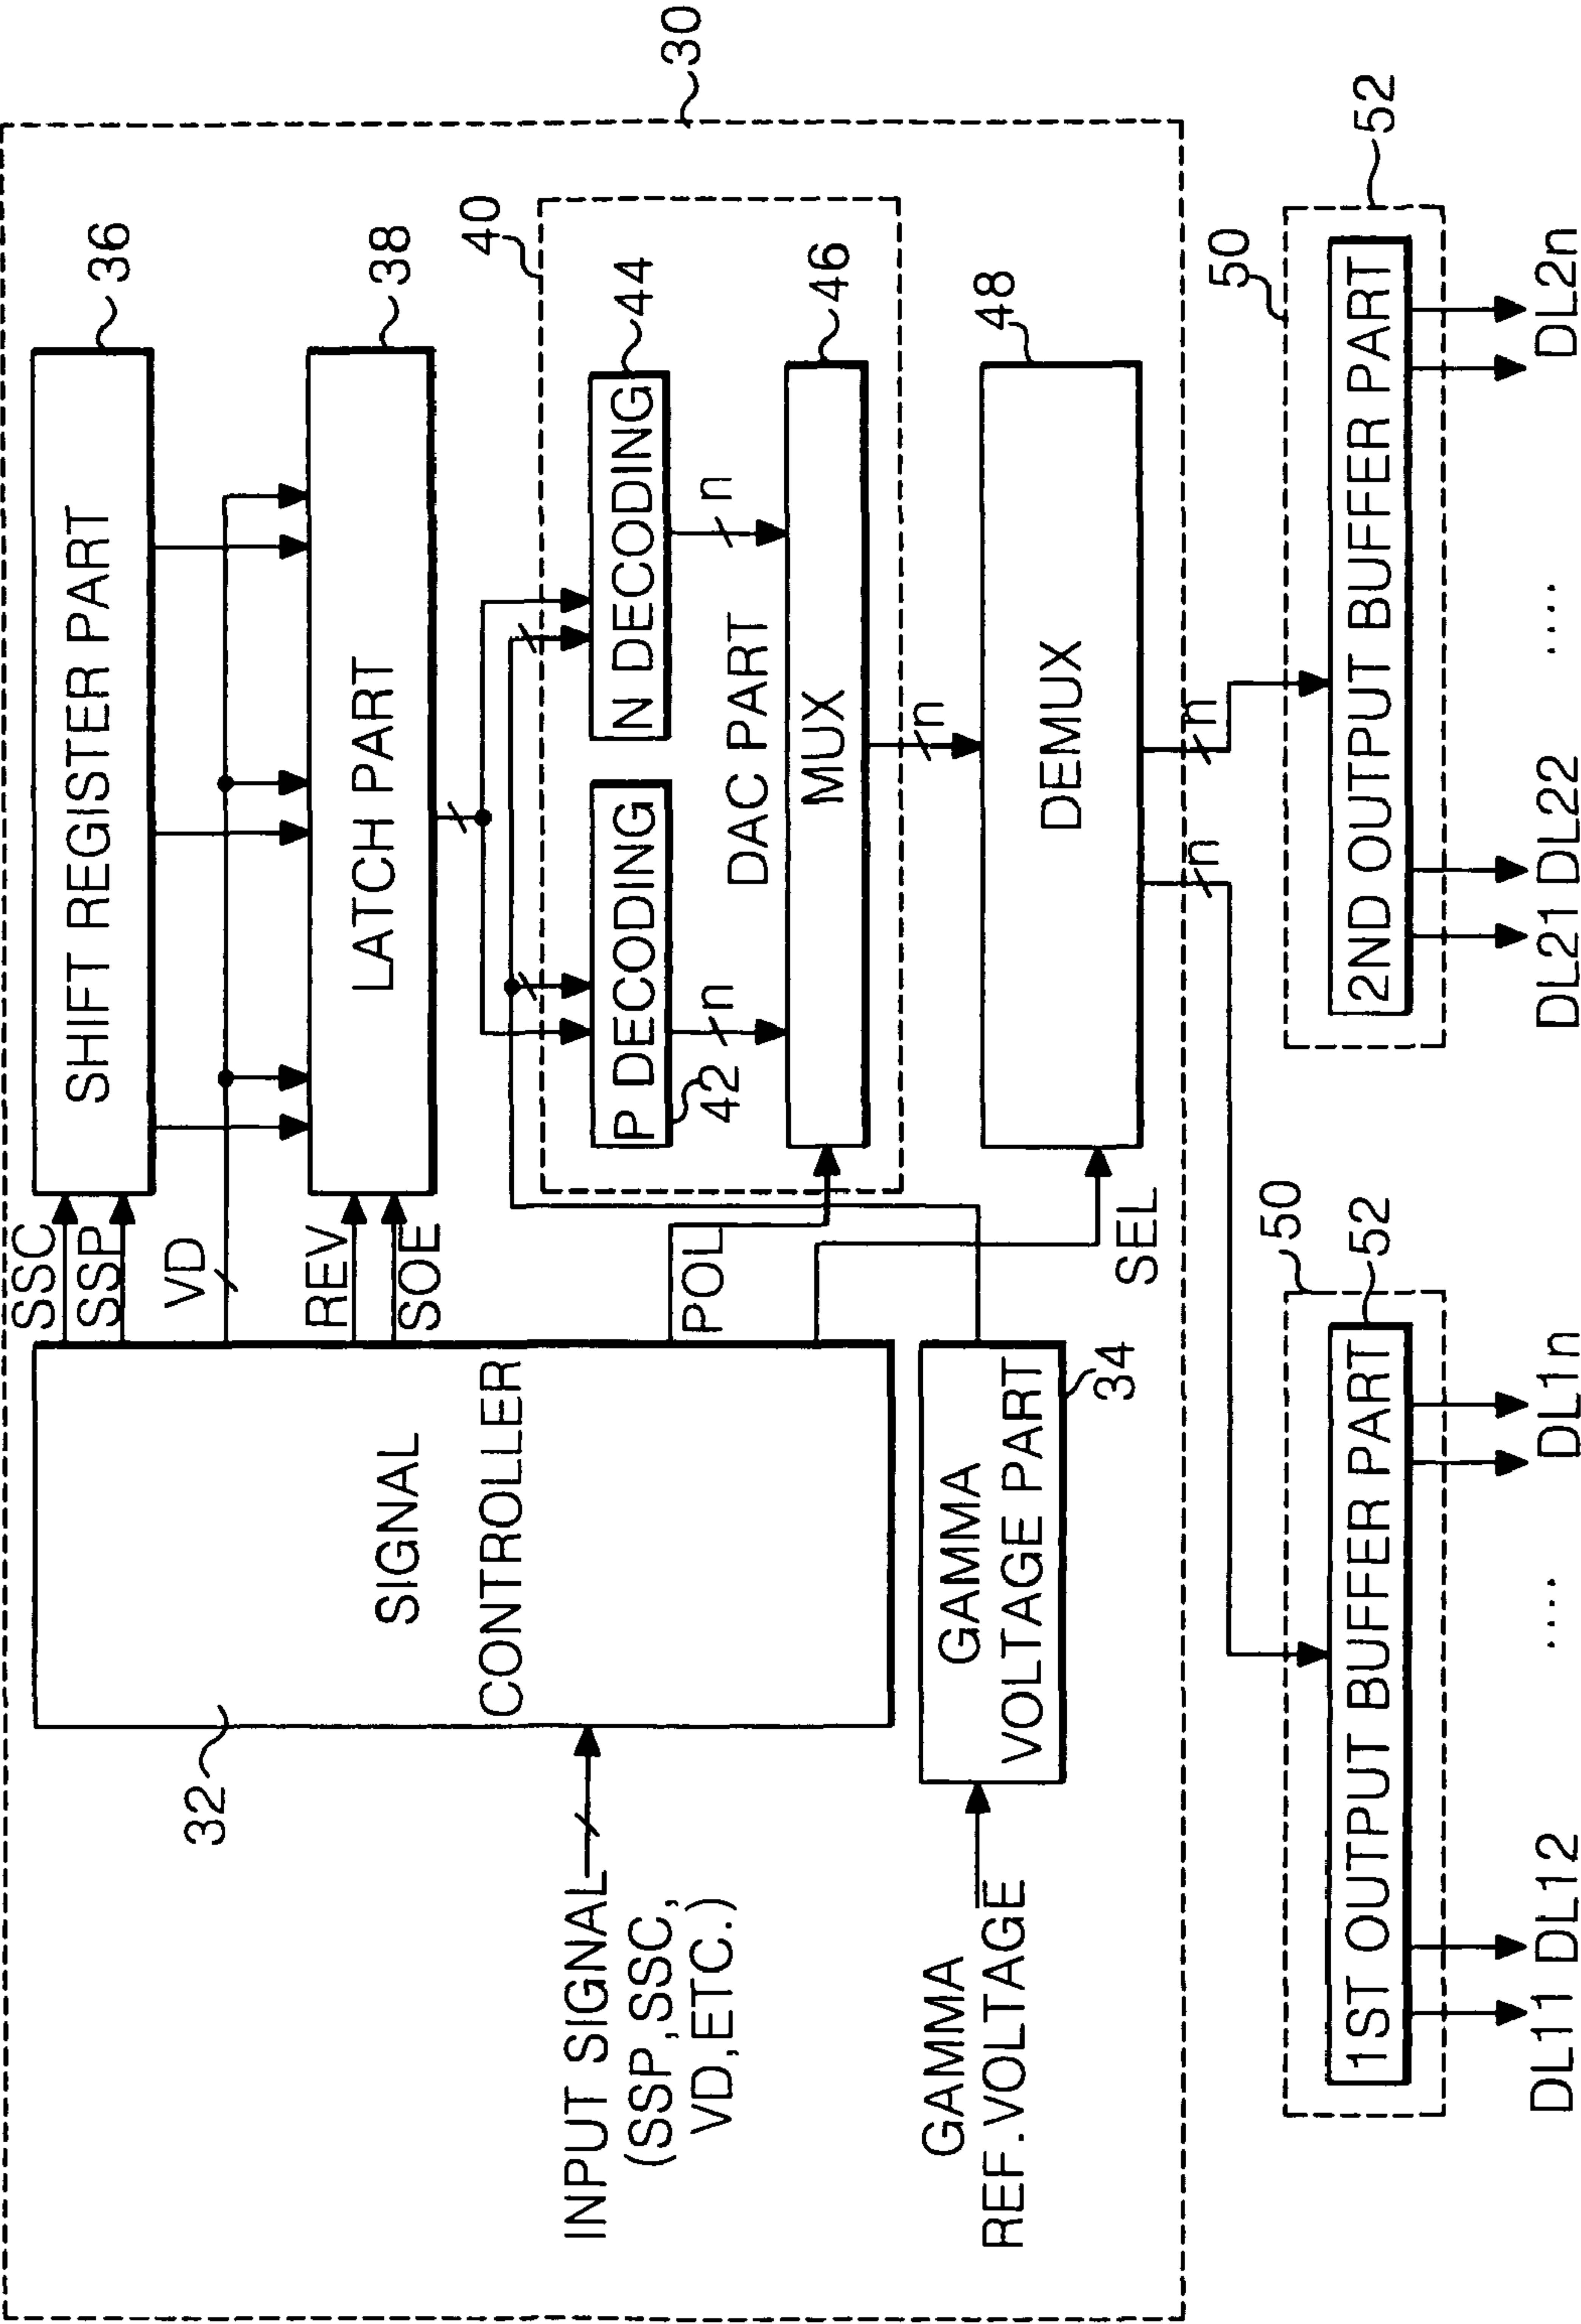 36
SHIFT REGISTER PART
30
SSC
SSP
VD
REV
SOE
38
LATCH PART
40
32
SIGNAL
CONTROLLER
P DECODING
42
N DECODING
44
n
n
DAC PART
MUX
46
POL
INPUT SIGNAL
(SSP,SSC,
VD,ETC.)
n
48
DEMUX
SEL
GAMMA
VOLTAGE PART
34
GAMMA
REF.VOLTAGE
n
n
50
52
1ST OUTPUT BUFFER PART
50
52
2ND OUTPUT BUFFER PART
DL11 DL12 .... DL1n
DL21 DL22 .... DL2n